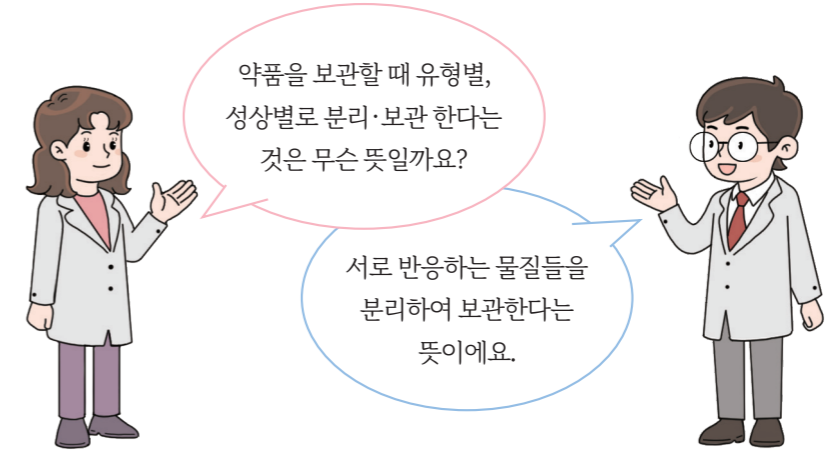 약품을 보관할 때 유형별,
성상별로 분리·보관 한다는
것은 무슨 뜻일까요?
서로 반응하는 물질들을
분리하여 보관한다는
뜻이에요.